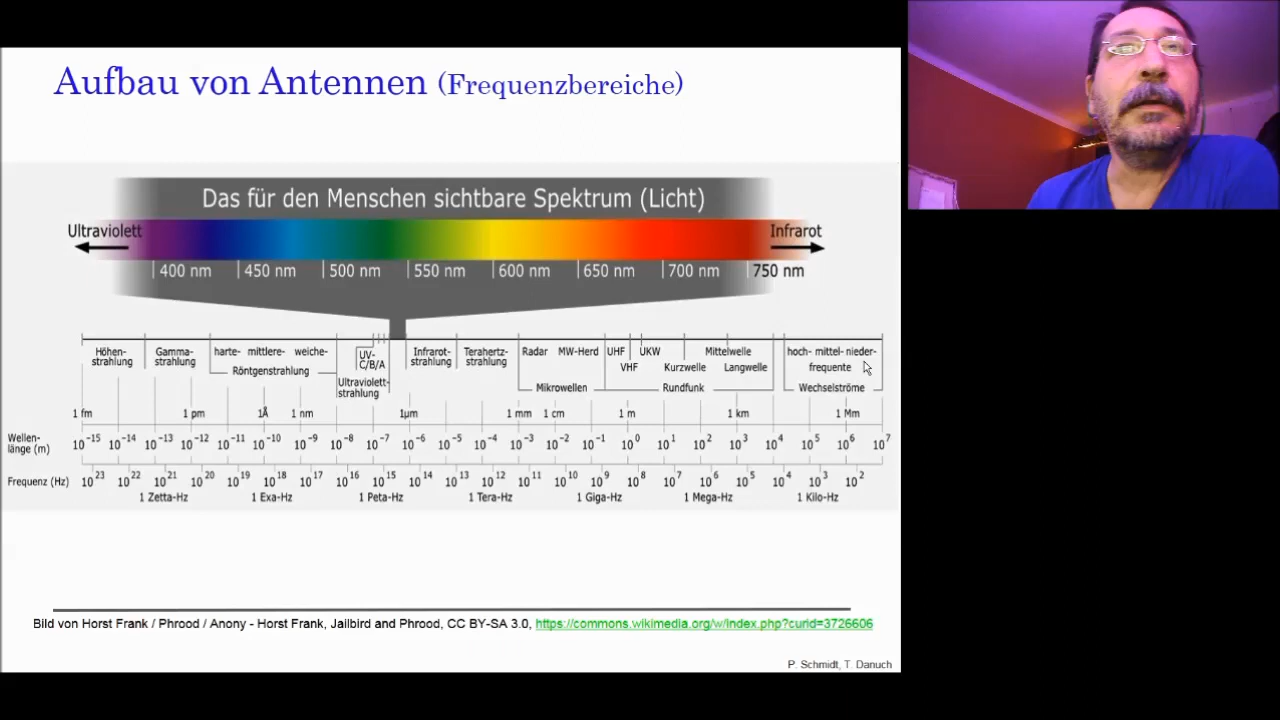 Aufbau von Antennen (Frequenzbereiche)
Das für den Menschen sichtbare Spektrum (Licht)
Ultraviolett
Infrarot
400 nm 450 nm 500 nm 550 nm 600 nm 650 nm 700 nm 750 nm
Höhen-
strahlung
Gamma-
strahlung
harte- mittlere- weiche-
Röntgenstrahlung
UV-
C/B/A
Ultraviolett-
strahlung
Infrarot-
strahlung
Terahertz-
strahlung
Radar MW-Herd
Mikrowellen
UHF UKW Mittelwelle
VHF Kurzwelle Langwelle
Rundfunk
hoch- mittel- nieder-
frequente
Wechselströme
1 fm 1 pm 1Å 1 nm 1µm 1 mm 1 cm 1 m 1 km 1 Mm
Wellen-
länge (m)
10⁻¹⁵ 10⁻¹⁴ 10⁻¹³ 10⁻¹² 10⁻¹¹ 10⁻¹⁰ 10⁻⁹ 10⁻⁸ 10⁻⁷ 10⁻⁶ 10⁻⁵ 10⁻⁴ 10⁻³ 10⁻² 10⁻¹ 10⁰ 10¹ 10² 10³ 10⁴ 10⁵ 10⁶ 10⁷
Frequenz (Hz) 10²³ 10²² 10²¹ 10²⁰ 10¹⁹ 10¹⁸ 10¹⁷ 10¹⁶ 10¹⁵ 10¹⁴ 10¹³ 10¹² 10¹¹ 10¹⁰ 10⁹ 10⁸ 10⁷ 10⁶ 10⁵ 10⁴ 10³ 10²
1 Zetta-Hz 1 Exa-Hz 1 Peta-Hz 1 Tera-Hz 1 Giga-Hz 1 Mega-Hz 1 Kilo-Hz
Bild von Horst Frank / Phrood / Anony - Horst Frank, Jailbird and Phrood, CC BY-SA 3.0, https://commons.wikimedia.org/w/index.php?curid=3726606
P. Schmidt, T. Danuch